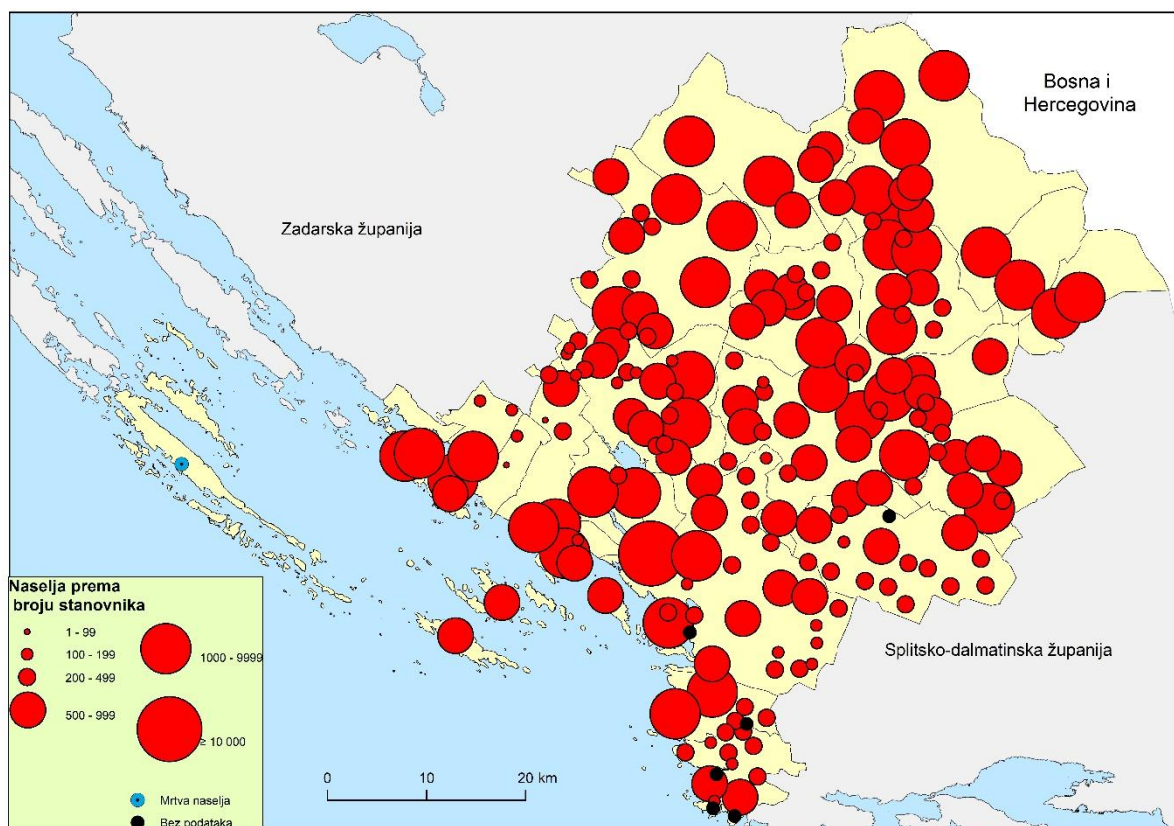 Bosna i
Hercegovina
Zadarska županija
Splitsko-dalmatinska županija
Naselja prema
broju stanovnika
1 - 99
100 - 199
200 - 499
500 - 999
1000 - 9999
≥ 10 000
Mrtva naselja
Bez podataka
0 10 20 km